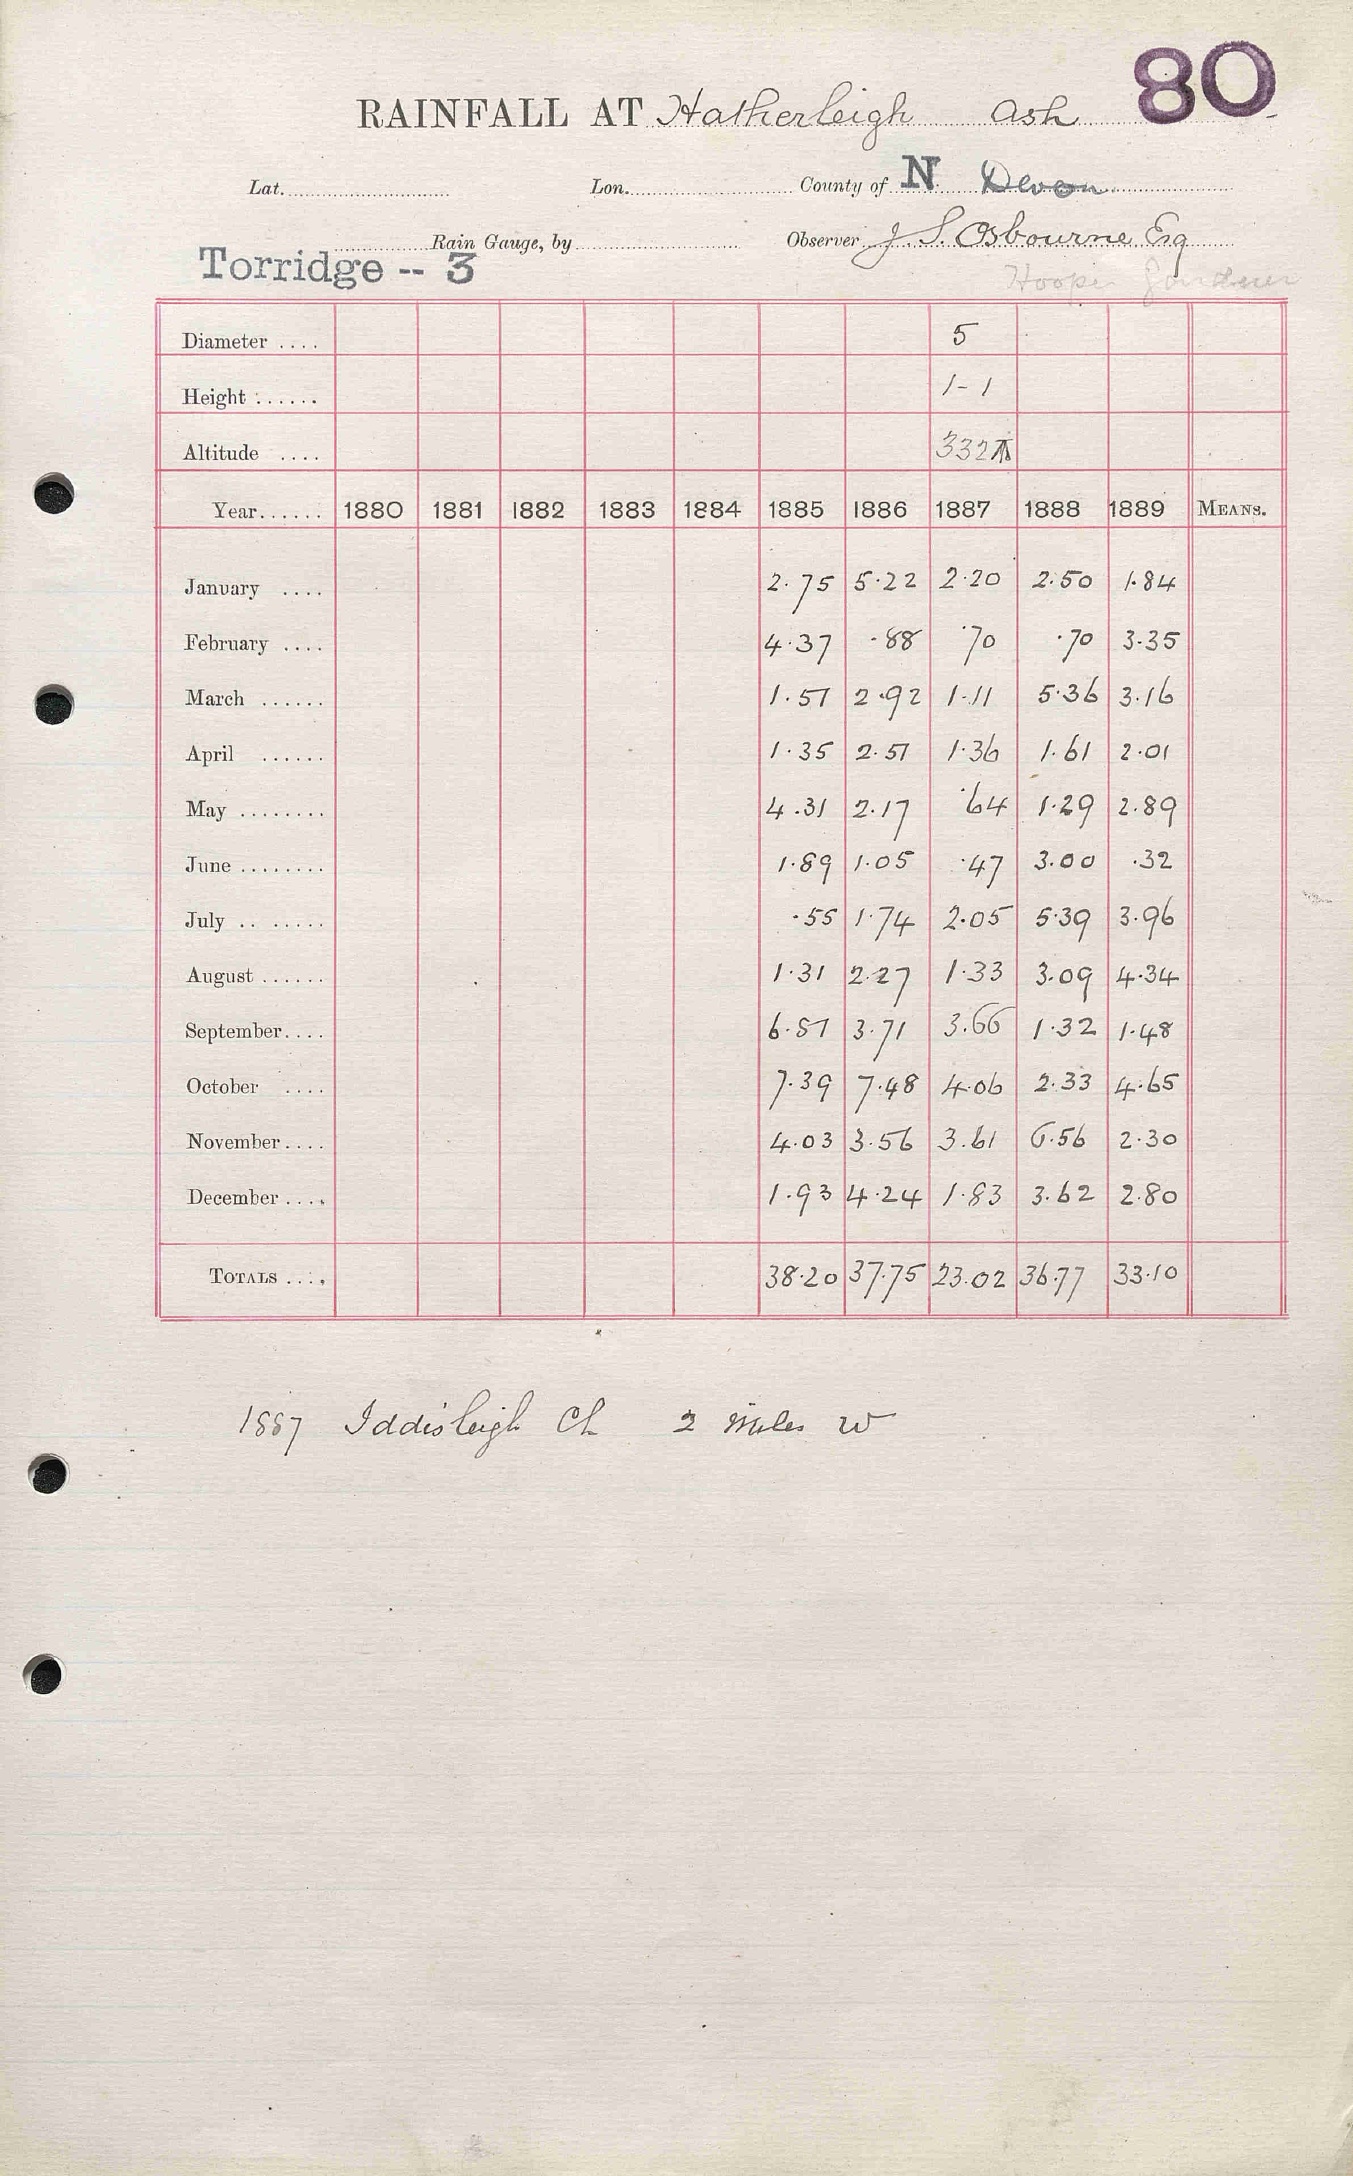 80
RAINFALL AT Hatherleigh Ash
Lat. Lon. County of N Devon
Rain Gauge, by Observer J. S. Osbourne Esq
Torridge -- 3 Hooper Gardener
Diameter .... 5
Height ...... 1-1
Altitude .... 332
Year...... 1880 1881 1882 1883 1884 1885 1886 1887 1888 1889 MEANS.
January .... 2.75 5.22 2.20 2.50 1.84
February .... 4.37 .88 .70 .70 3.35
March ...... 1.51 2.92 1.11 5.36 3.16
April ...... 1.35 2.51 1.36 1.61 2.01
May ........ 4.31 2.17 .64 1.29 2.89
June ........ 1.89 1.05 .47 3.00 .32
July .. ..... .55 1.74 2.05 5.39 3.96
August ...... 1.31 2.27 1.33 3.09 4.34
September.... 6.81 3.71 3.66 1.32 1.48
October .... 7.39 7.48 4.06 2.33 4.65
November.... 4.03 3.56 3.61 6.56 2.30
December.... 1.93 4.24 1.83 3.62 2.80
TOTALS .... 38.20 37.75 23.02 36.77 33.10
1887 Iddisleigh Ch 2 miles W